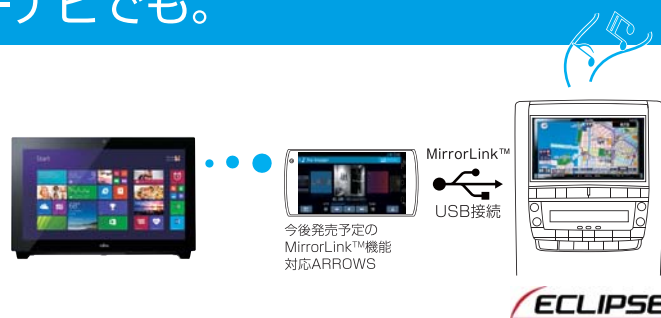 ナビでも。
Start
MirrorLink™
USB接続
今後発売予定の
MirrorLink™機能
対応ARROWS
ECLIPSE